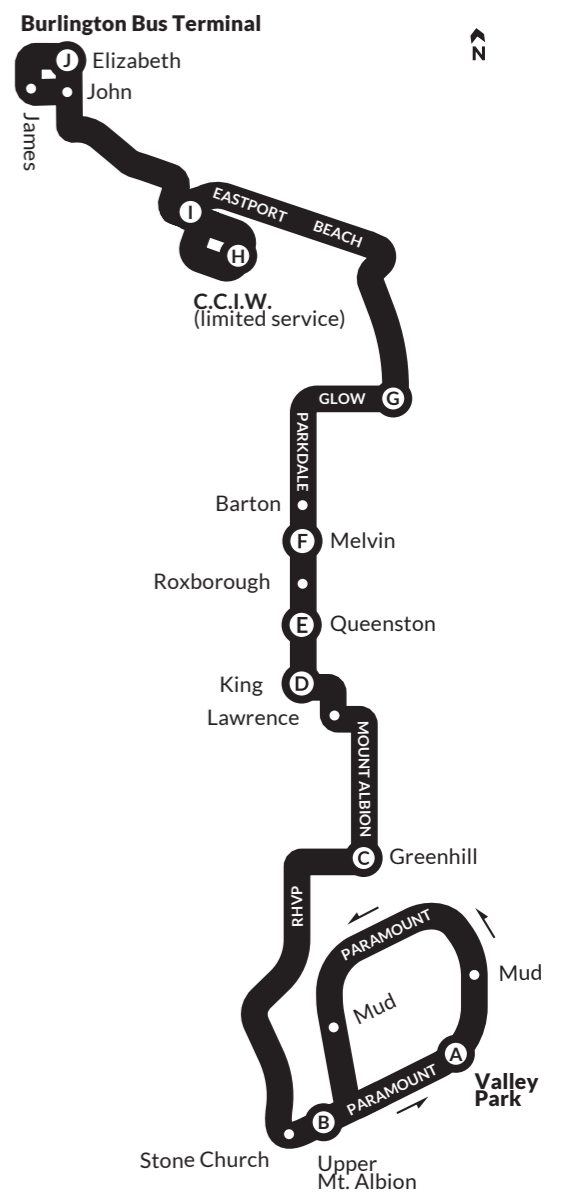 Burlington Bus Terminal
N
J
Elizabeth
John
James
I
EASTPORT
BEACH
H
C.C.I.W.
(limited service)
GLOW
G
PARKDALE
Barton
F
Melvin
Roxborough
E
Queenston
D
King
Lawrence
MOUNT ALBION
C
Greenhill
RHVP
PARAMOUNT
Mud
Mud
A
Valley
Park
PARAMOUNT
B
Stone Church
Upper
Mt. Albion